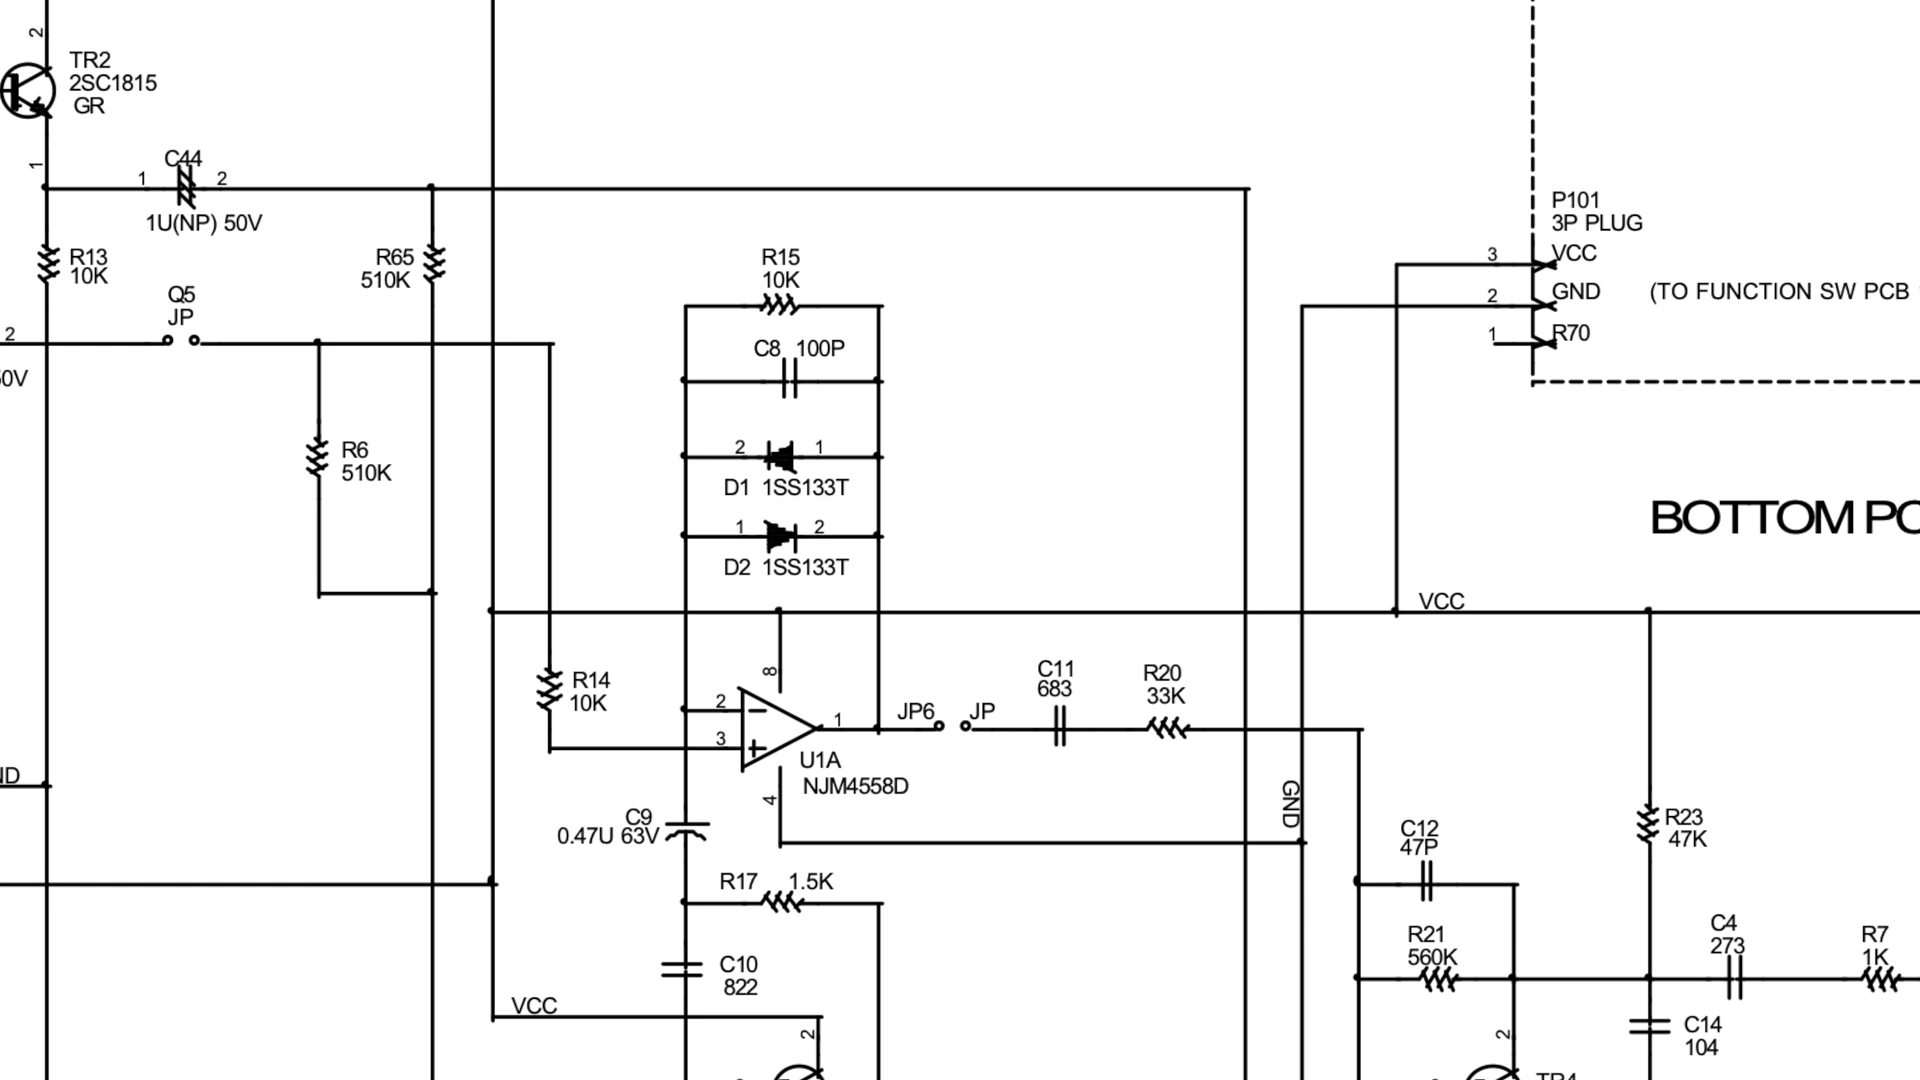 2
TR2
2SC1815
GR
1
C44
1 2
1U(NP) 50V
R13
10K
R65
510K
Q5
JP
2
0V
R6
510K
R15
10K
C8 100P
2 1
D1 1SS133T
1 2
D2 1SS133T
P101
3P PLUG
3 VCC
2 GND
1 R70
(TO FUNCTION SW PCB
BOTTOM PC
VCC
R14
10K
8
2
3
1
4
U1A
NJM4558D
JP6 JP
C11
683
R20
33K
GND
ND
C9
0.47U 63V
R17 1.5K
C10
822
VCC
2
C12
47P
R21
560K
R23
47K
C4
273
R7
1K
C14
104
2
TR4